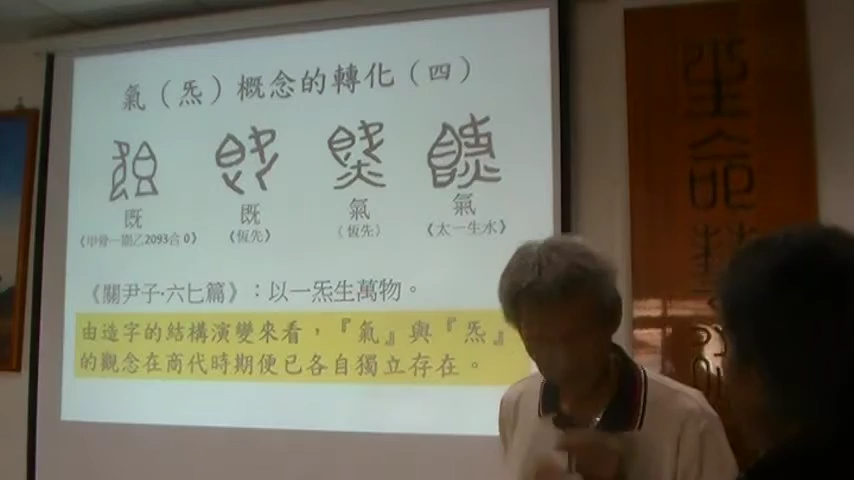 氣（炁）概念的轉化（四）
既 既 氣 氣
《甲骨一期乙2093合0》 《恆先》 （恆先） 《太一生水》
《關尹子·六匕篇》：以一炁生萬物。
由造字的結構演變來看，『氣』與『炁』
的觀念在商代時期便已各自獨立存在。
生命